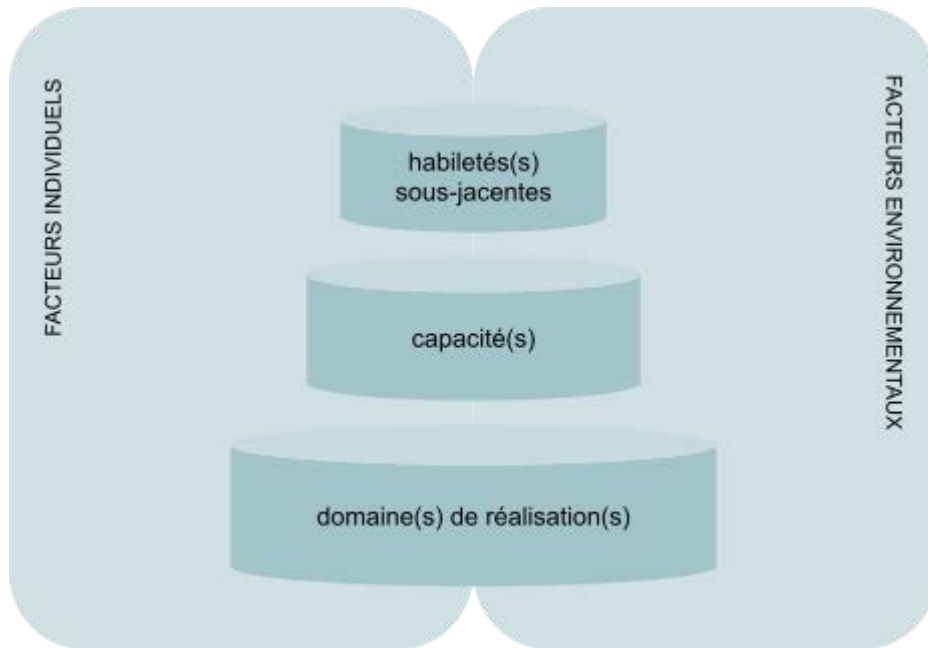 FACTEURS INDIVIDUELS
habiletés(s)
sous-jacentes
capacité(s)
domaine(s) de réalisation(s)
FACTEURS ENVIRONNEMENTAUX